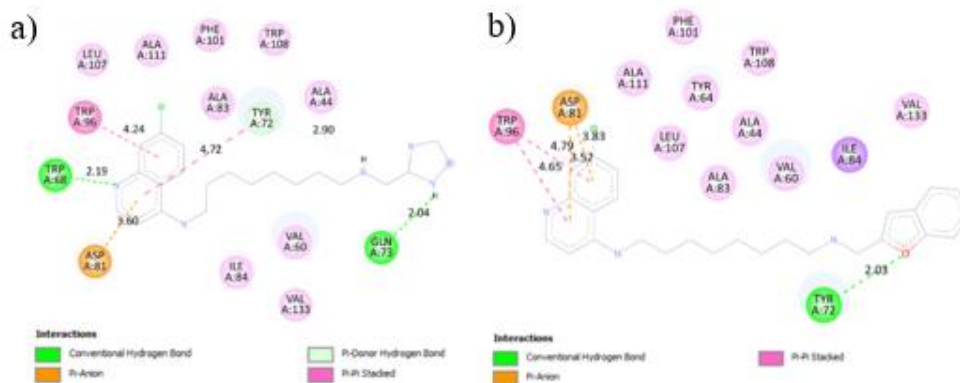 a)
LEU
A:107
ALA
A:111
PHE
A:101
TRP
A:108
TRP
A:96
ALA
A:83
TYR
A:72
ALA
A:44
2.90
4.24
4.72
TRP
A:68
2.19
H
N
H
2.04
3.60
N
GLN
A:73
ASP
A:81
VAL
A:60
ILE
A:84
VAL
A:133
Interactions
Conventional Hydrogen Bond
Pi-Anion
Pi-Donor Hydrogen Bond
Pi-Pi Stacked
b)
PHE
A:101
TRP
A:108
ALA
A:111
ASP
A:81
TYR
A:64
VAL
A:133
TRP
A:96
3.83
4.79
3.52
4.65
LEU
A:107
ALA
A:44
ILE
A:84
VAL
A:60
ALA
A:83
N
N
O
2.03
TYR
A:72
Interactions
Conventional Hydrogen Bond
Pi-Anion
Pi-Pi Stacked